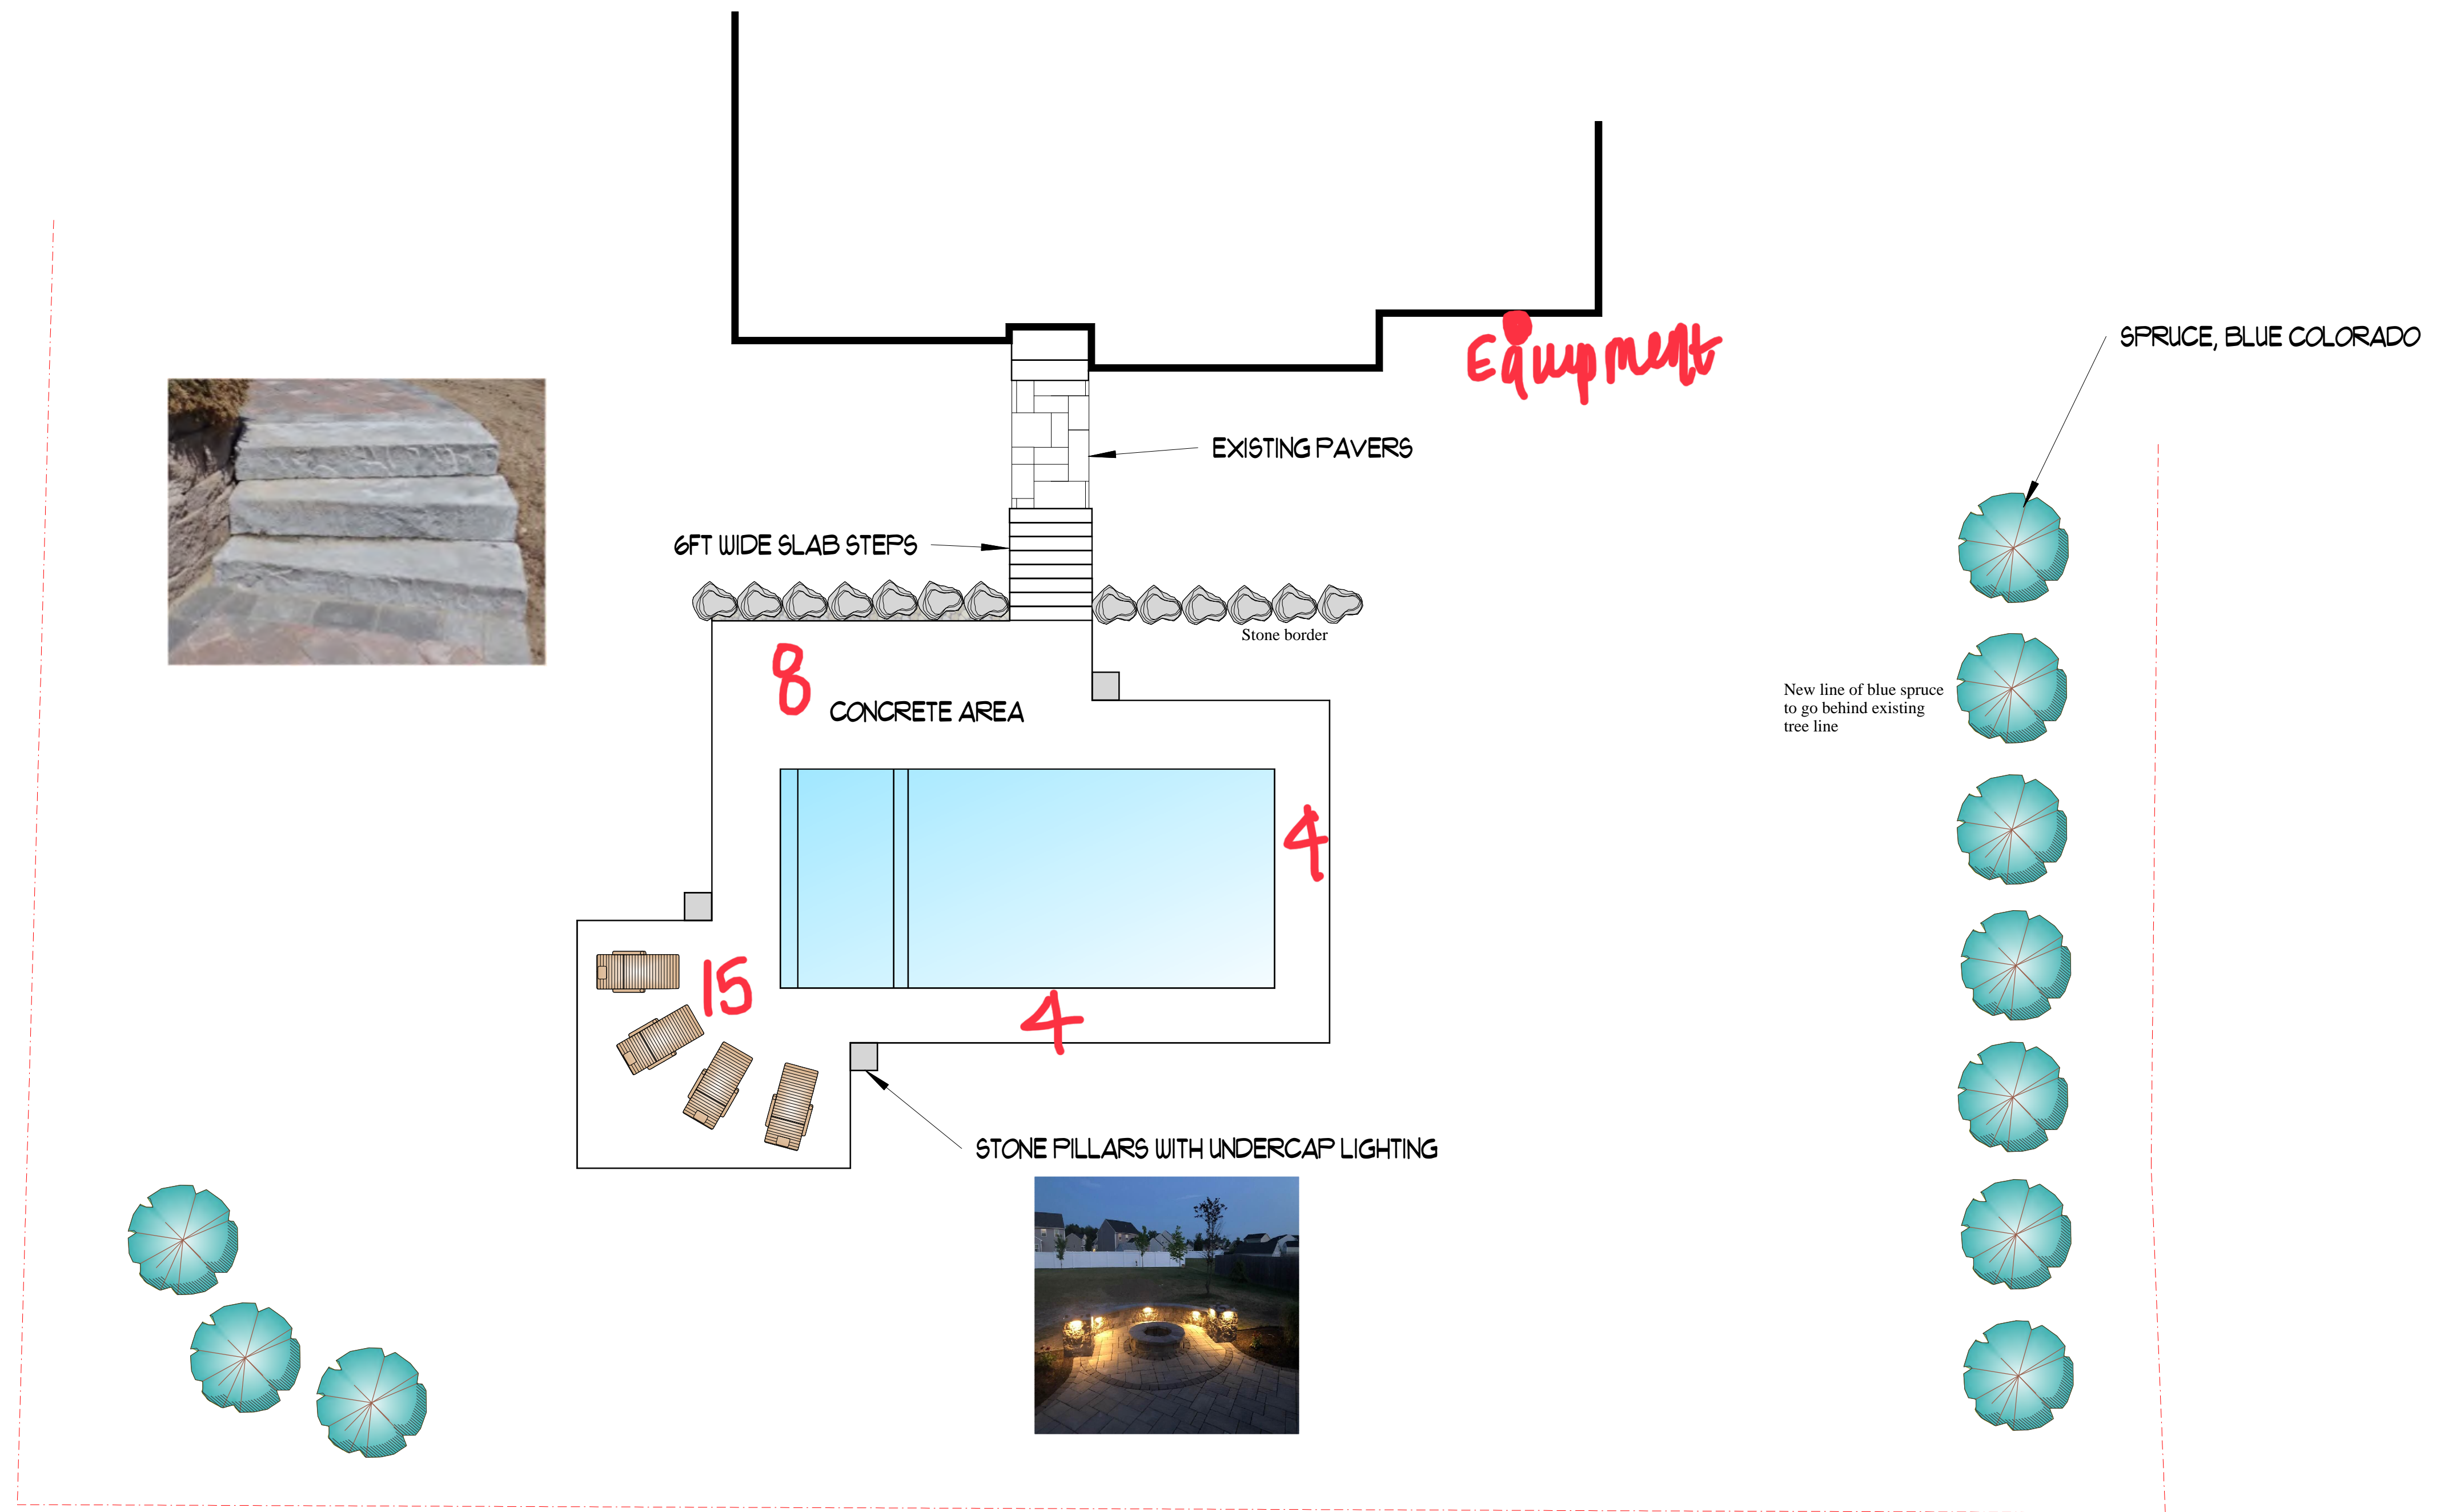 Equipment
SPRUCE, BLUE COLORADO
EXISTING PAVERS
6FT WIDE SLAB STEPS
Stone border
8
CONCRETE AREA
New line of blue spruce
to go behind existing
tree line
4
15
4
STONE PILLARS WITH UNDERCAP LIGHTING